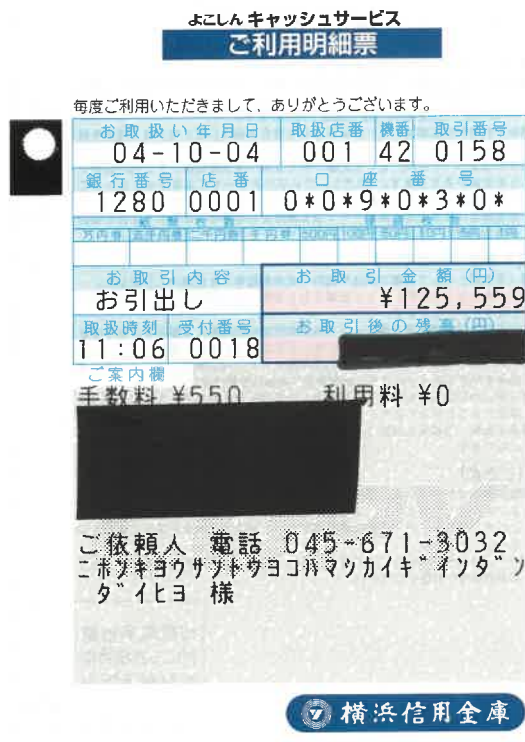 よこしん キャッシュサービス
ご利用明細票
毎度ご利用いただきまして、ありがとうございます。
お取扱い年月日 取扱店番 機番 取引番号
04-10-04 001 42 0158
銀行番号 店番 口座番号
1280 0001 0*0*9*0*3*0*
お取引内容 お取引金額(円)
お引出し ¥125,559
取扱時刻 受付番号 お取引後の残高(円)
11:06 0018
ご案内欄
手数料 ¥550 利用料 ¥0
ご依頼人 電話 045-671-3032
ニホンキヨウサントウヨコハマシカイギインダン
ダイヒヨ 様
横浜信用金庫